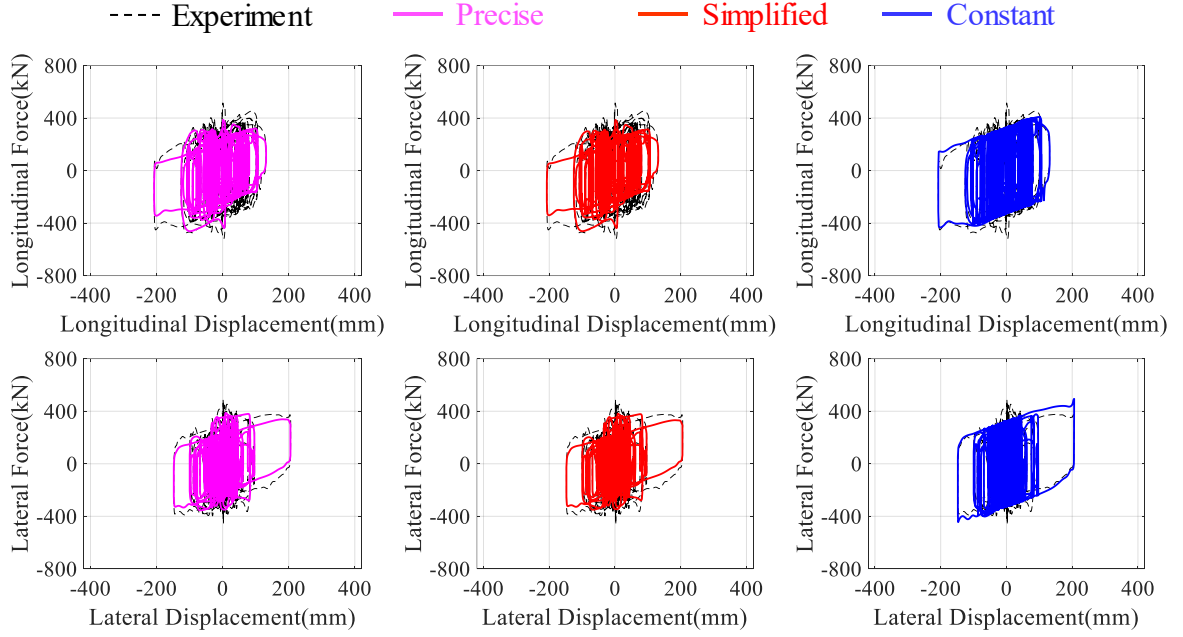 Experiment Precise Simplified Constant
800 800 800
400 400 400
0 0 0
-400 -400 -400
-800 -800 -800
Longitudinal Force(kN) Longitudinal Force(kN) Longitudinal Force(kN)
-400 -200 0 200 400 -400 -200 0 200 400 -400 -200 0 200 400
Longitudinal Displacement(mm) Longitudinal Displacement(mm) Longitudinal Displacement(mm)
800 800 800
400 400 400
0 0 0
-400 -400 -400
-800 -800 -800
Lateral Force(kN) Lateral Force(kN) Lateral Force(kN)
-400 -200 0 200 400 -400 -200 0 200 400 -400 -200 0 200 400
Lateral Displacement(mm) Lateral Displacement(mm) Lateral Displacement(mm)